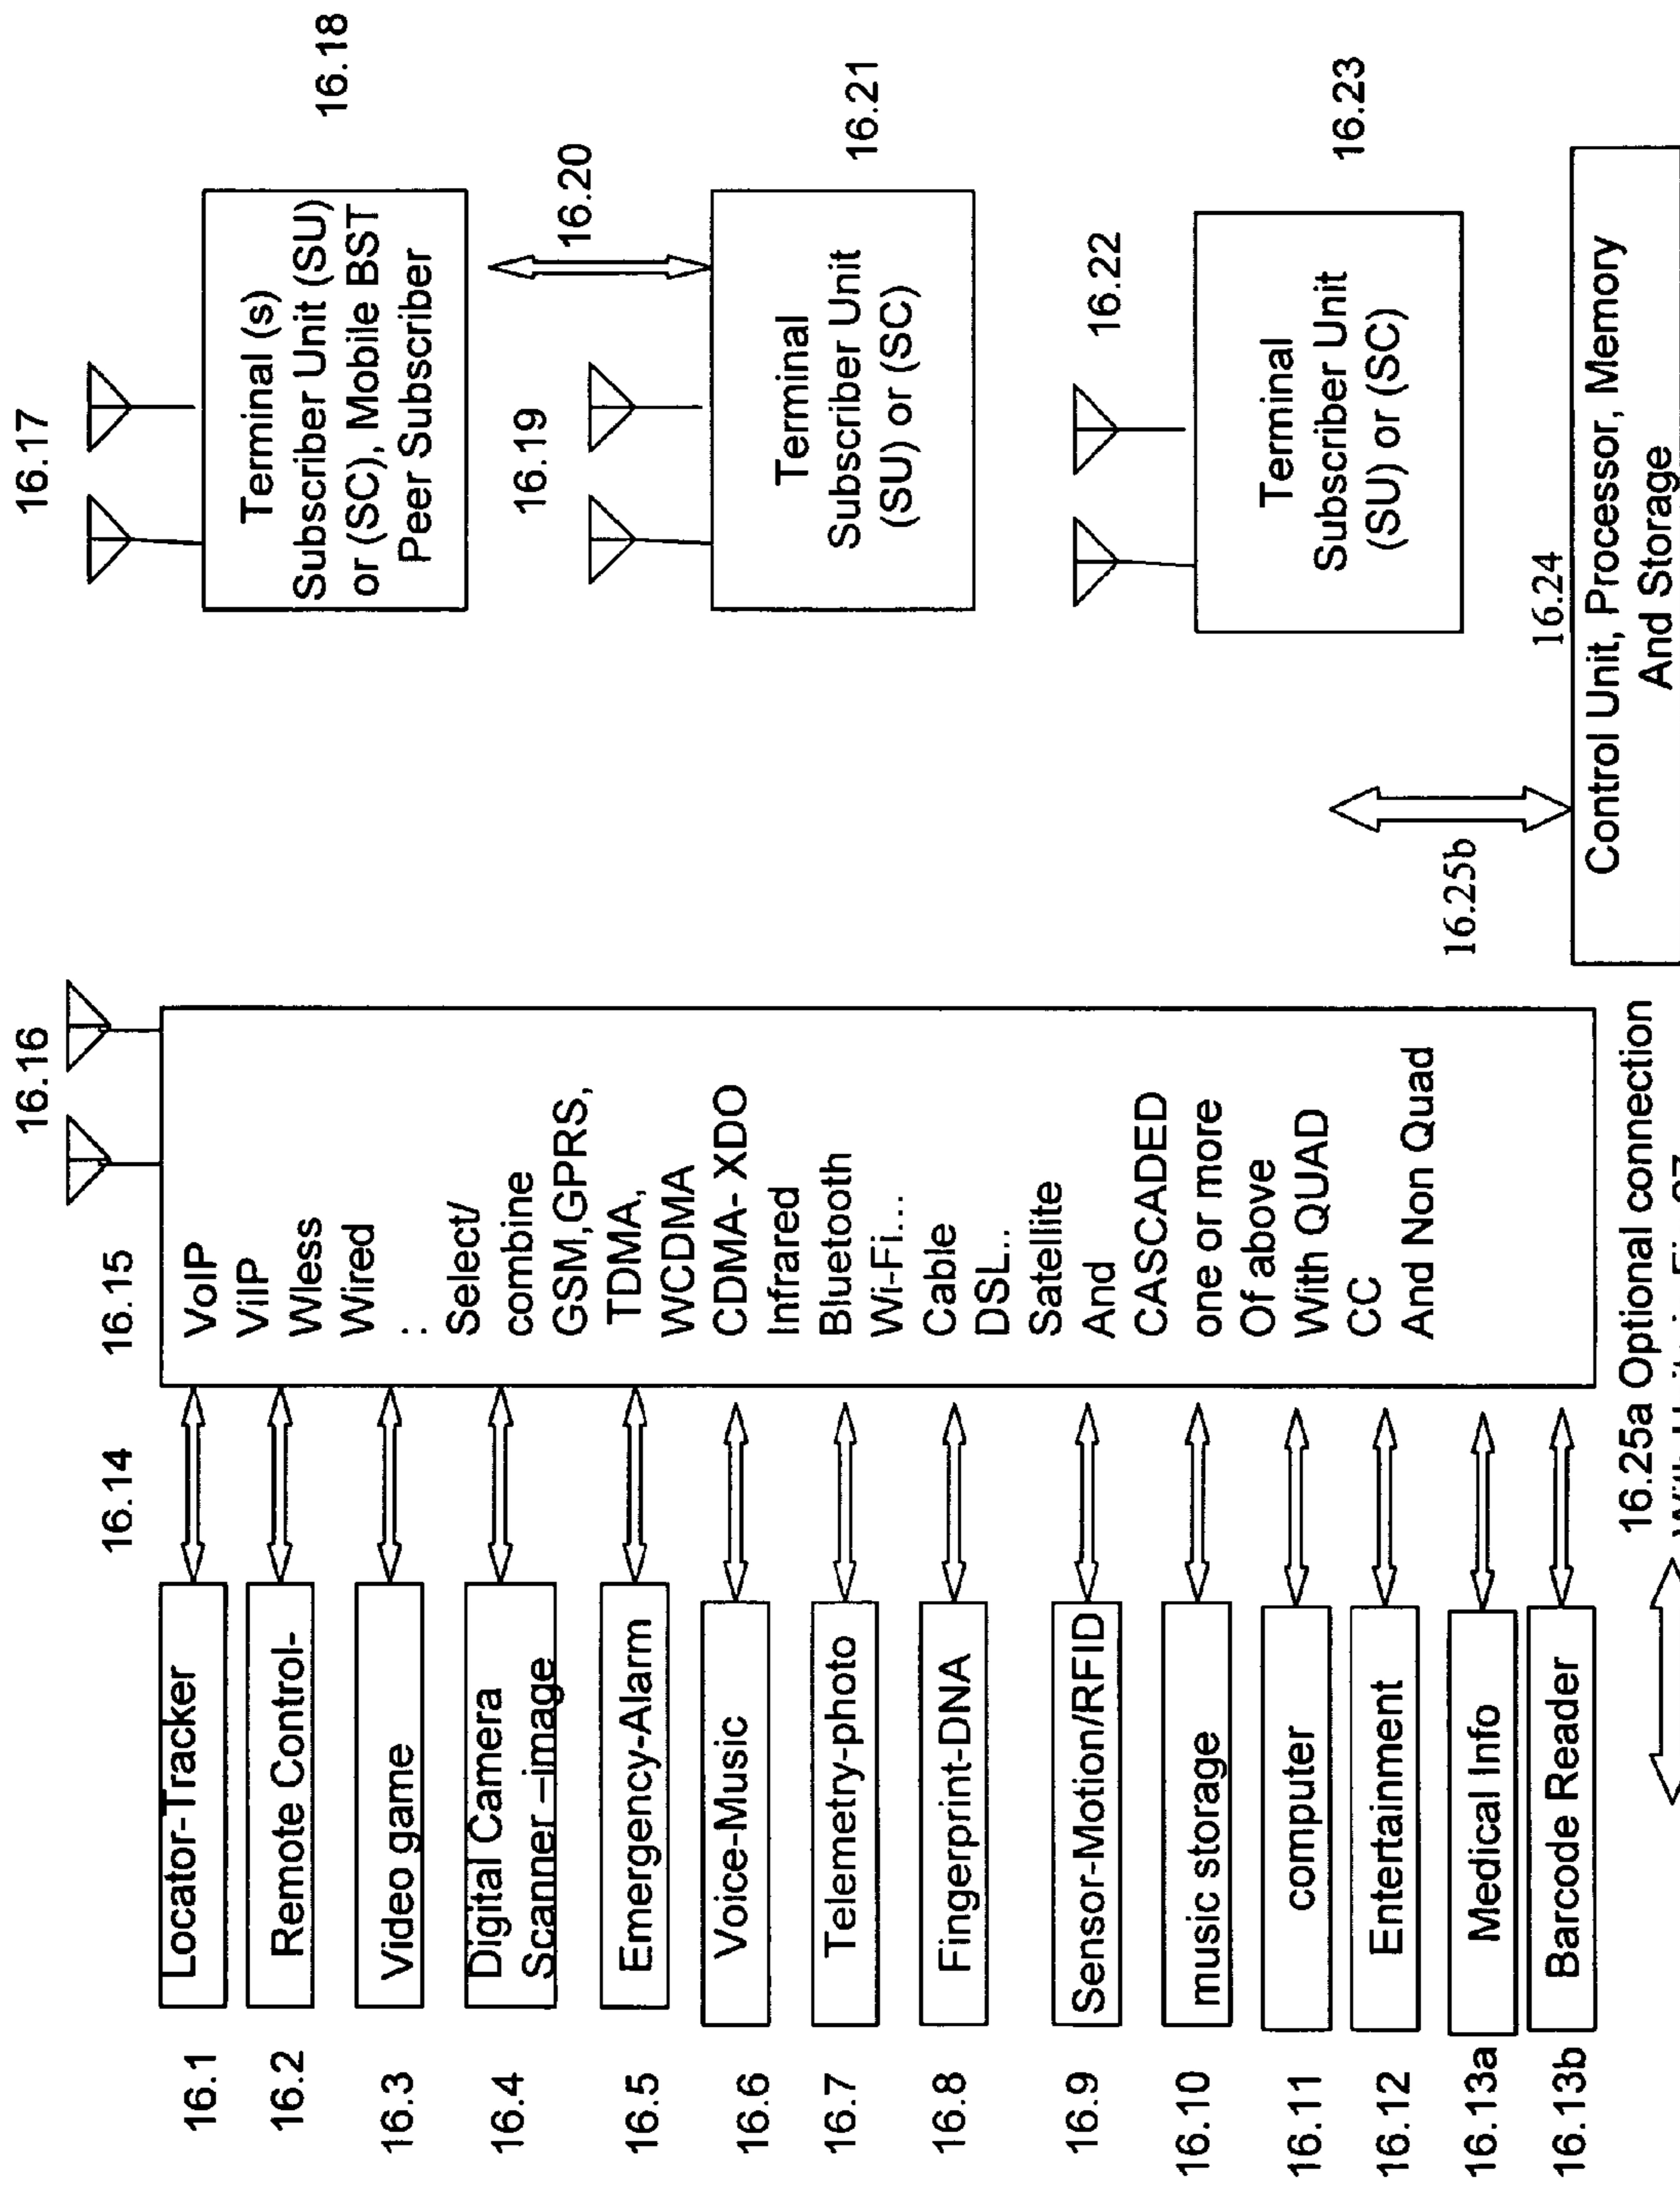 16.1
Locator-Tracker
16.2
Remote Control-
16.3
Video game
16.4
Digital Camera
Scanner –image
16.5
Emergency-Alarm
16.6
Voice-Music
16.7
Telemetry-photo
16.8
Fingerprint-DNA
16.9
Sensor-Motion/RFID
16.10
music storage
16.11
computer
16.12
Entertainment
16.13a
Medical Info
16.13b
Barcode Reader
16.14
16.15
16.16
VoIP
ViIP
Wless
Wired
:
Select/
combine
GSM,GPRS,
TDMA,
WCDMA
CDMA- XDO
Infrared
Bluetooth
Wi-Fi...
Cable
DSL..
Satellite
And
CASCADED
one or more
Of above
With QUAD
CC
And Non Quad
16.25a Optional connection
16.17
Terminal (s)
Subscriber Unit (SU)
or (SC), Mobile BST
Peer Subscriber
16.18
16.19
16.20
Terminal
Subscriber Unit
(SU) or (SC)
16.21
16.22
Terminal
Subscriber Unit
(SU) or (SC)
16.23
16.24
16.25b
Control Unit, Processor, Memory
And Storage